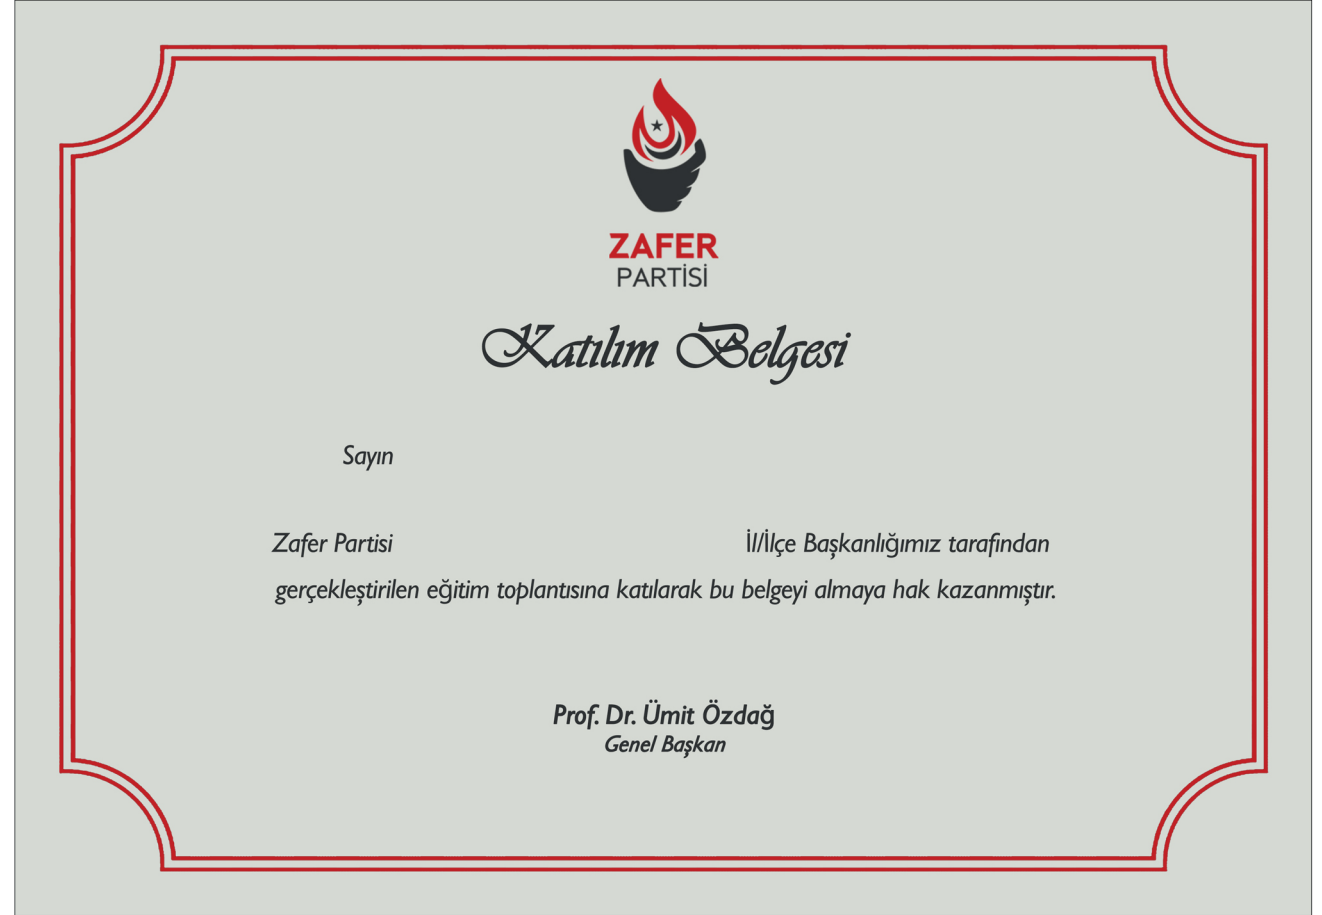 ZAFER
PARTİSİ
Katılım Belgesi
Sayın
Zafer Partisi İl/İlçe Başkanlığımız tarafından
gerçekleştirilen eğitim toplantısına katılarak bu belgeyi almaya hak kazanmıştır.
Prof. Dr. Ümit Özdağ
Genel Başkan